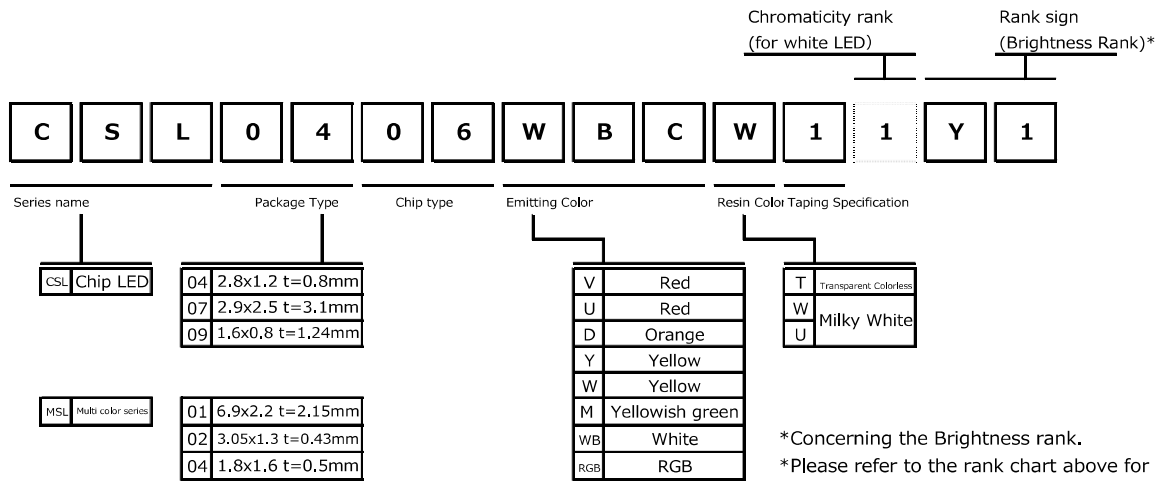 Chromaticity rank
(for white LED)
Rank sign
(Brightness Rank)*
C S L 0 4 0 6 W B C W 1 1 Y 1
Series name Package Type Chip type Emitting Color Resin Color Taping Specification
CSL Chip LED
04 2.8x1.2 t=0.8mm
07 2.9x2.5 t=3.1mm
09 1.6x0.8 t=1.24mm
MSL Multi color series
01 6.9x2.2 t=2.15mm
02 3.05x1.3 t=0.43mm
04 1.8x1.6 t=0.5mm
V Red
U Red
D Orange
Y Yellow
W Yellow
M Yellowish green
WB White
RGB RGB
T Transparent Colorless
W
U
Milky White
*Concerning the Brightness rank.
*Please refer to the rank chart above for